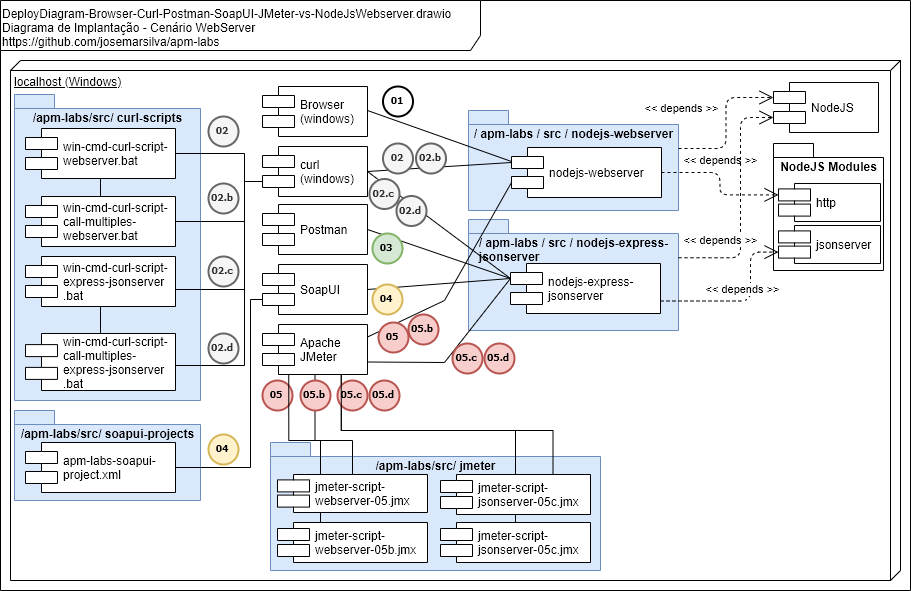 DeployDiagram-Browser-Curl-Postman-SoapUI-JMeter-vs-NodeJsWebserver.drawio
Diagrama de Implantação - Cenário WebServer
https://github.com/josemarsilva/apm-labs
localhost (Windows)
/apm-labs/src/ curl-scripts
win-cmd-curl-script-
webserver.bat
win-cmd-curl-script-
call-multiples-
webserver.bat
win-cmd-curl-script-
express-jsonserver
.bat
win-cmd-curl-script-
call-multiples-
express-jsonserver
.bat
02
02.b
02.c
02.d
/apm-labs/src/ soapui-projects
apm-labs-soapui-
project.xml
04
Browser
(windows)
curl
(windows)
Postman
SoapUI
Apache
JMeter
01
02
02.b
02.c
02.d
03
04
05
05.b
05.c
05.d
05
05.b
05.c
05.d
/ apm-labs / src / nodejs-webserver
nodejs-webserver
/ apm-labs / src / nodejs-express-
jsonserver
nodejs-express-
jsonserver
<< depends >>
<< depends >>
<< depends >>
<< depends >>
NodeJS
NodeJS Modules
http
jsonserver
/apm-labs/src/ jmeter
jmeter-script-
webserver-05.jmx
jmeter-script-
jsonserver-05c.jmx
jmeter-script-
webserver-05b.jmx
jmeter-script-
jsonserver-05c.jmx